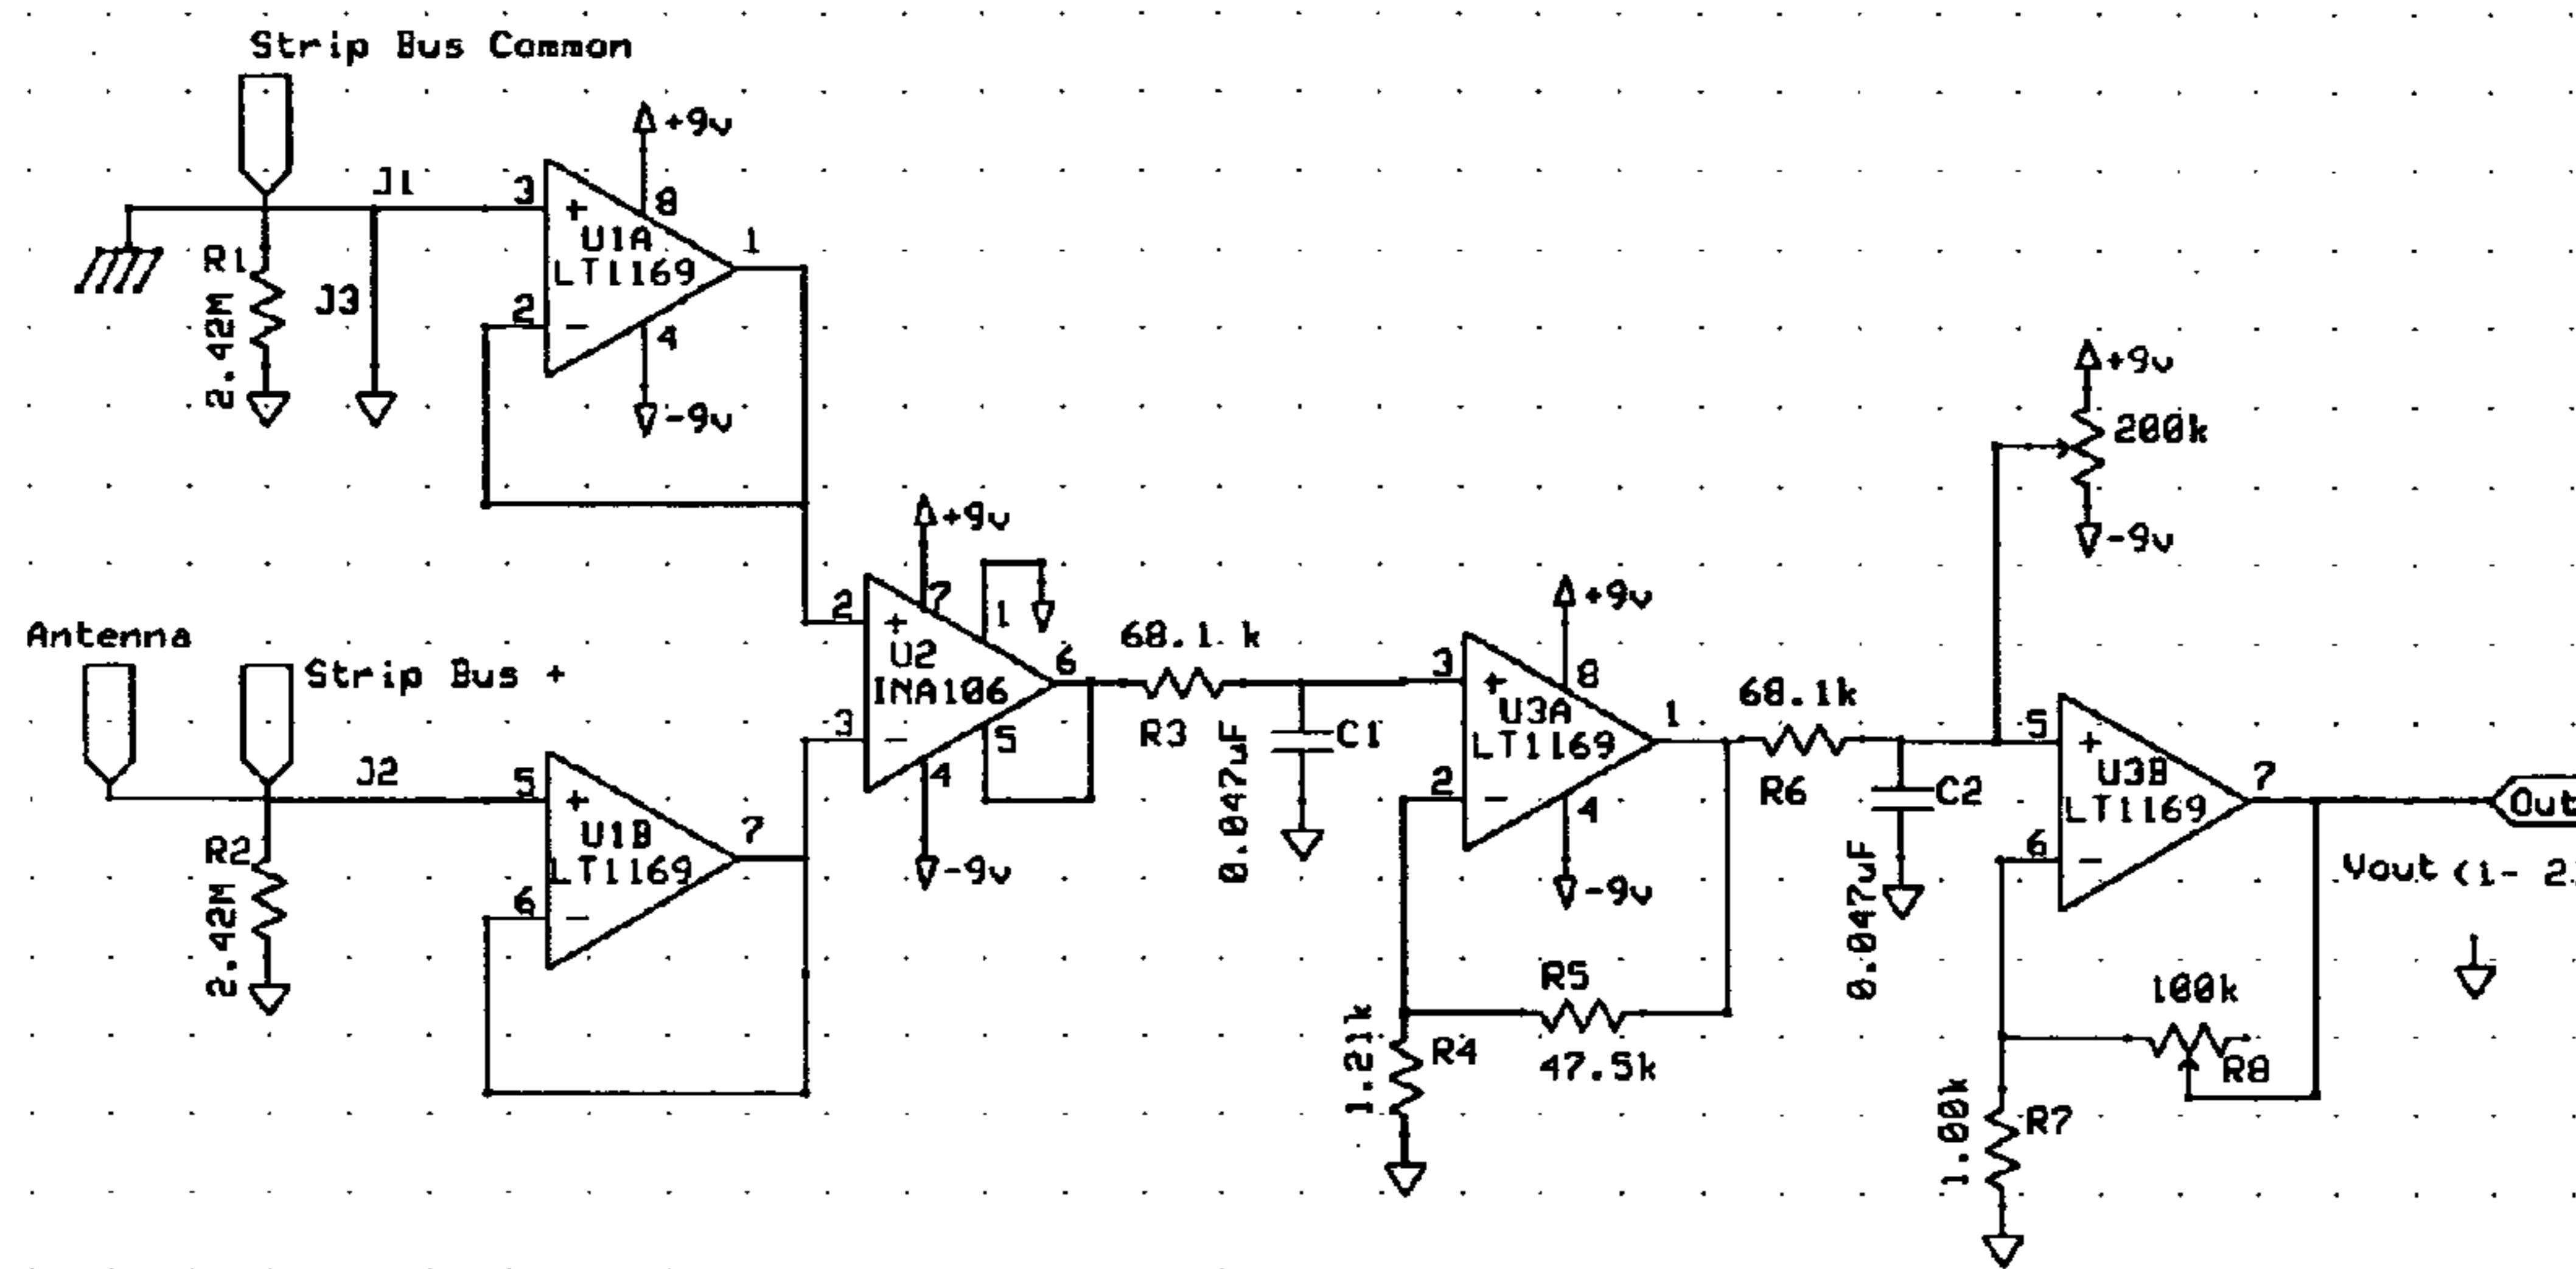 Strip Bus Common
+9v
J1
3
+
8
U1A
LT1169
1
R1
2.42M
J3
2
-
4
-9v
+9v
200k
-9v
+9v
7
1
2
+
U2
INA106
6
3
-
5
4
-9v
68.1 k
R3
0.047uF
C1
Antenna
Strip Bus +
J2
5
+
U1B
LT1169
7
R2
2.42M
6
-
+9v
3
+
8
U3A
LT1169
1
2
-
4
-9v
68.1k
R6
C2
0.047uF
5
+
U3B
LT1169
7
6
-
Out
Vout (1- 2
R5
47.5k
1.21k
R4
100k
R8
1.00k
R7